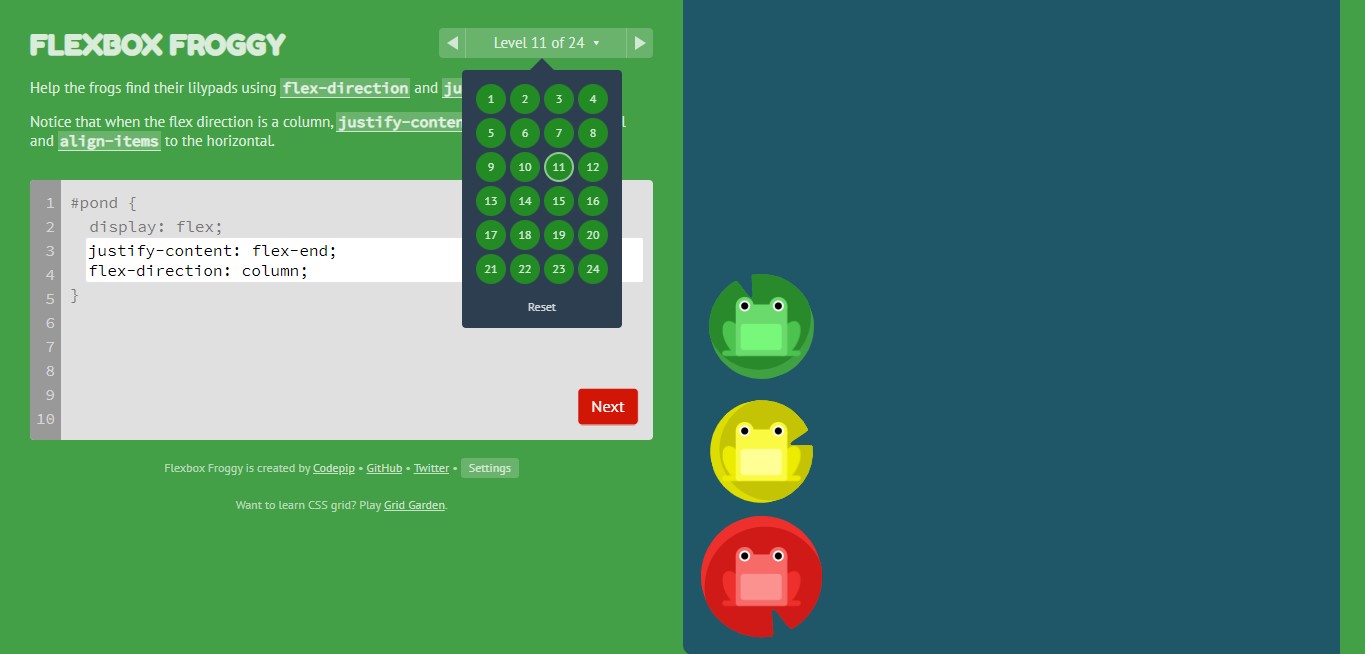 FLEXBOX FROGGY
Level 11 of 24
Help the frogs find their lilypads using flex-direction and ju
Notice that when the flex direction is a column, justify-conten l
and align-items to the horizontal.
1 2 3 4
5 6 7 8
9 10 11 12
13 14 15 16
17 18 19 20
21 22 23 24
Reset
1 #pond {
2 display: flex;
3 justify-content: flex-end;
4 flex-direction: column;
5 }
6
7
8
9
10
Next
Flexbox Froggy is created by Codepip • GitHub • Twitter • Settings
Want to learn CSS grid? Play Grid Garden.